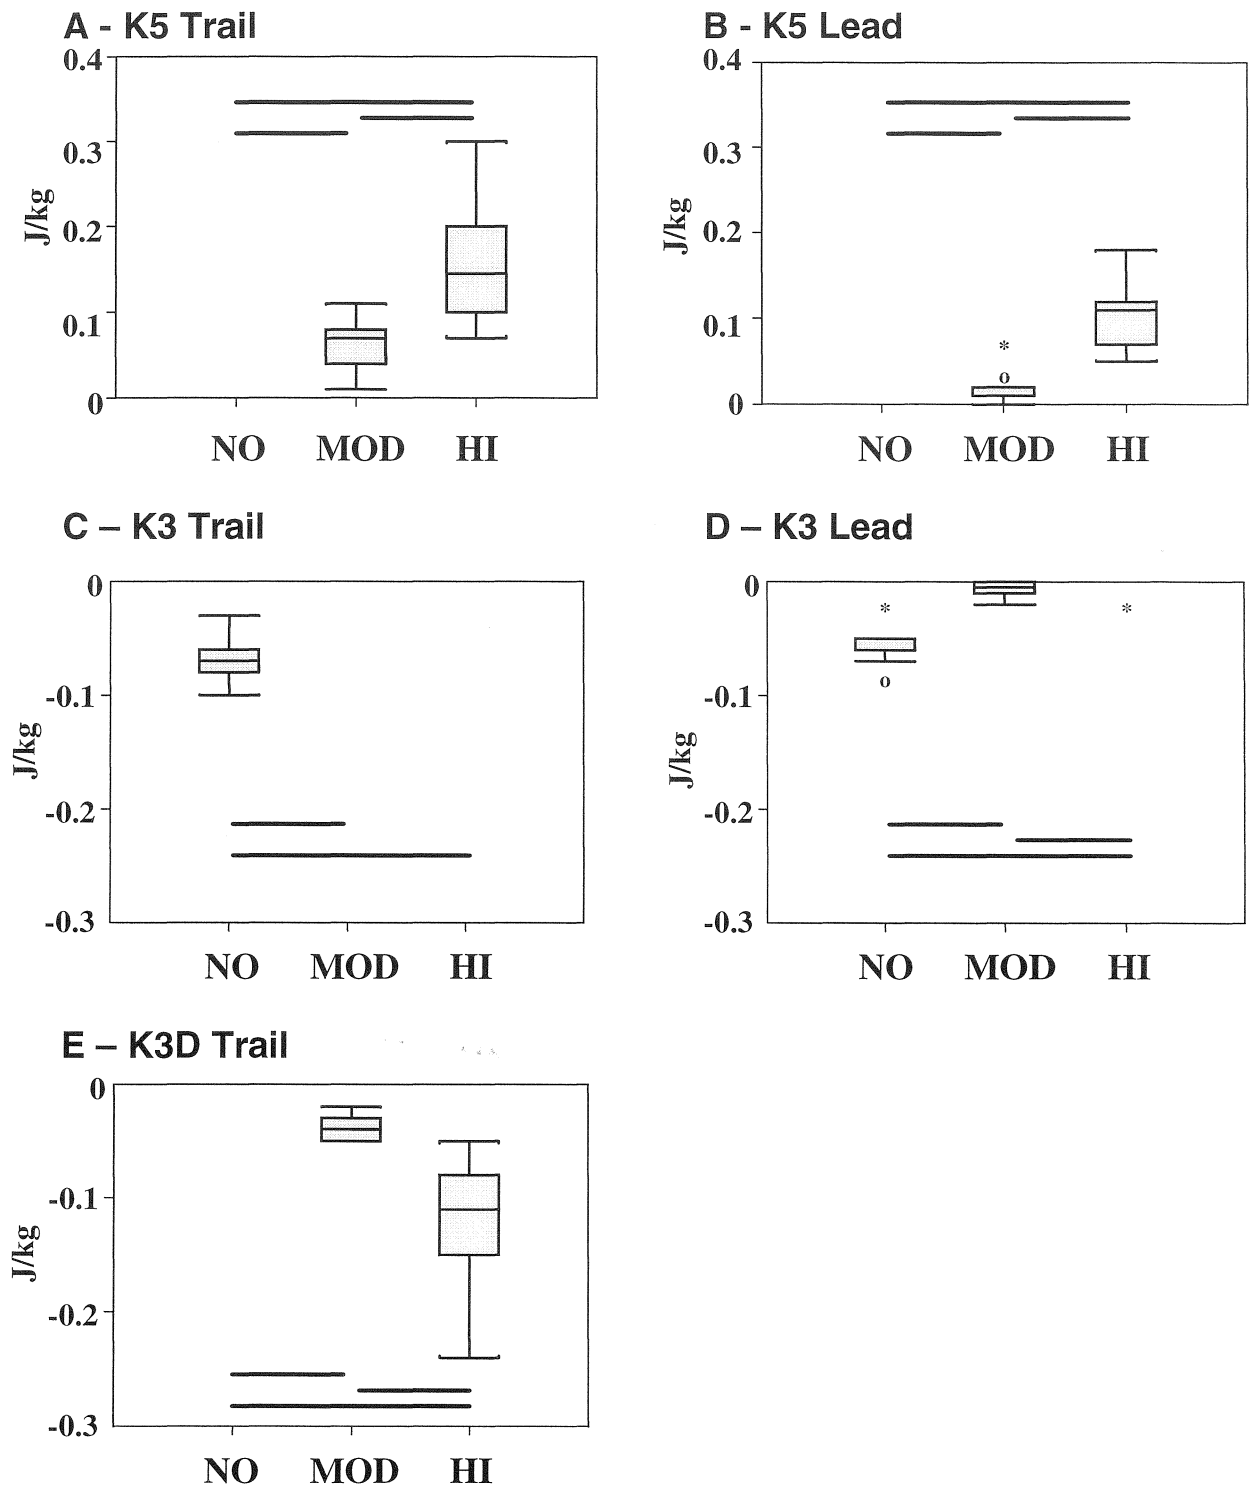 A - K5 Trail
B - K5 Lead
0.4
0.3
0.2
0.1
0
J/kg
NO MOD HI
0.4
0.3
0.2
0.1
0
J/kg
*
o
NO MOD HI
C – K3 Trail
D – K3 Lead
0
-0.1
-0.2
-0.3
J/kg
NO MOD HI
0
-0.1
-0.2
-0.3
J/kg
* *
o
NO MOD HI
E – K3D Trail
0
-0.1
-0.2
-0.3
J/kg
NO MOD HI